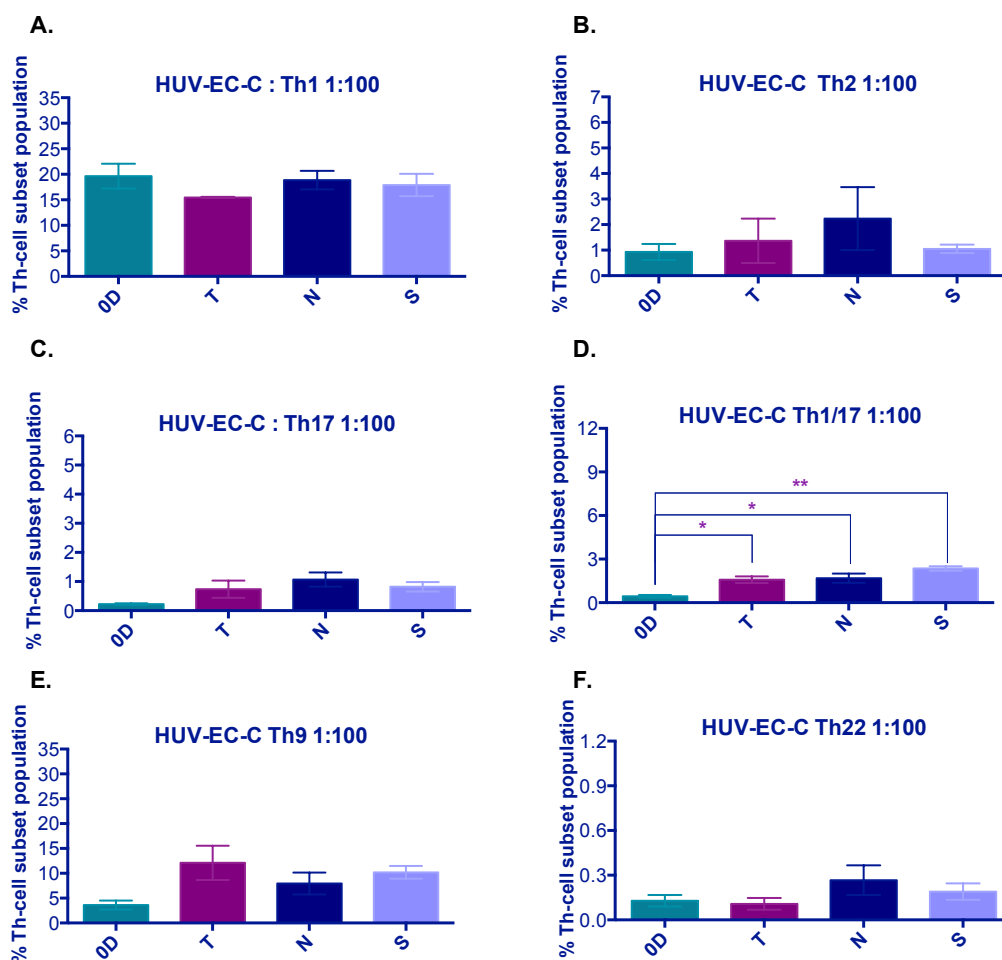 A.
HUV-EC-C : Th1 1:100
% Th-cell subset population
35
30
25
20
15
10
5
0
0D
T
N
S
B.
HUV-EC-C Th2 1:100
% Th-cell subset population
7
6
5
4
3
2
1
0
0D
T
N
S
C.
HUV-EC-C : Th17 1:100
% Th-cell subset population
6
5
4
3
2
1
0
0D
T
N
S
D.
HUV-EC-C Th1/17 1:100
% Th-cell subset population
12
9
6
3
0
**
*
*
0D
T
N
S
E.
HUV-EC-C Th9 1:100
% Th-cell subset population
35
30
25
20
15
10
5
0
0D
T
N
S
F.
HUV-EC-C Th22 1:100
% Th-cell subset population
1.2
0.9
0.6
0.3
0.0
0D
T
N
S